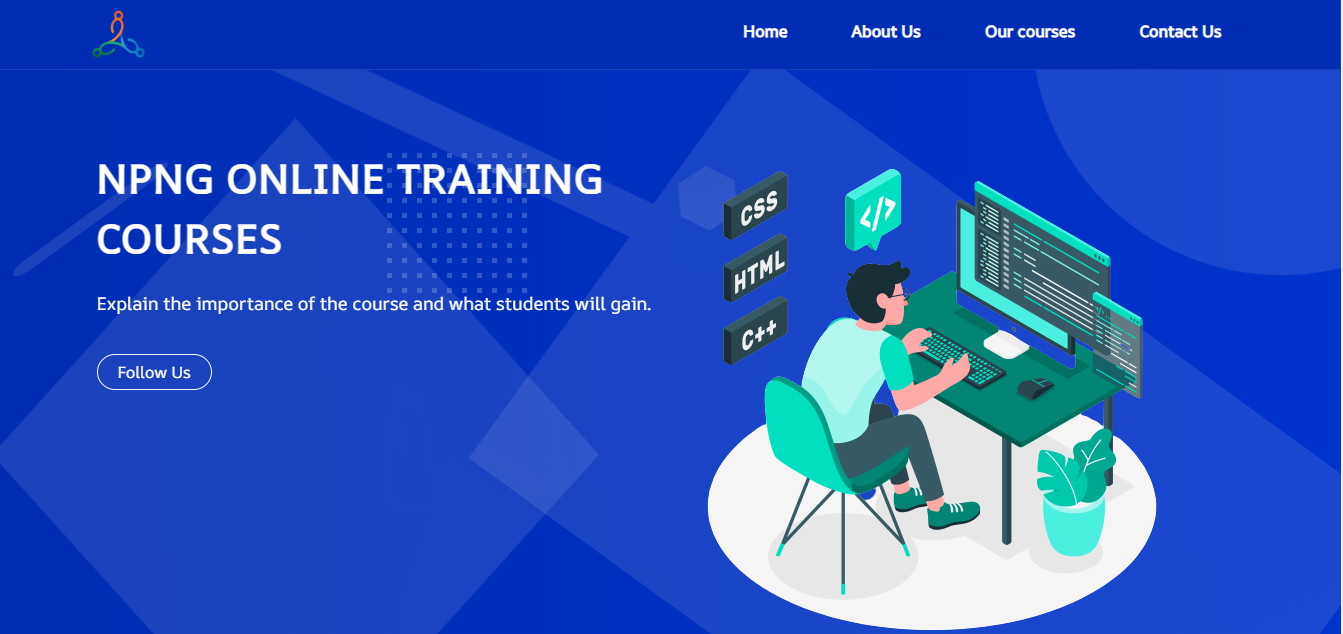 Home
About Us
Our courses
Contact Us
NPNG ONLINE TRAINING
COURSES
Explain the importance of the course and what students will gain.
Follow Us
CSS
</>
HTML
C++